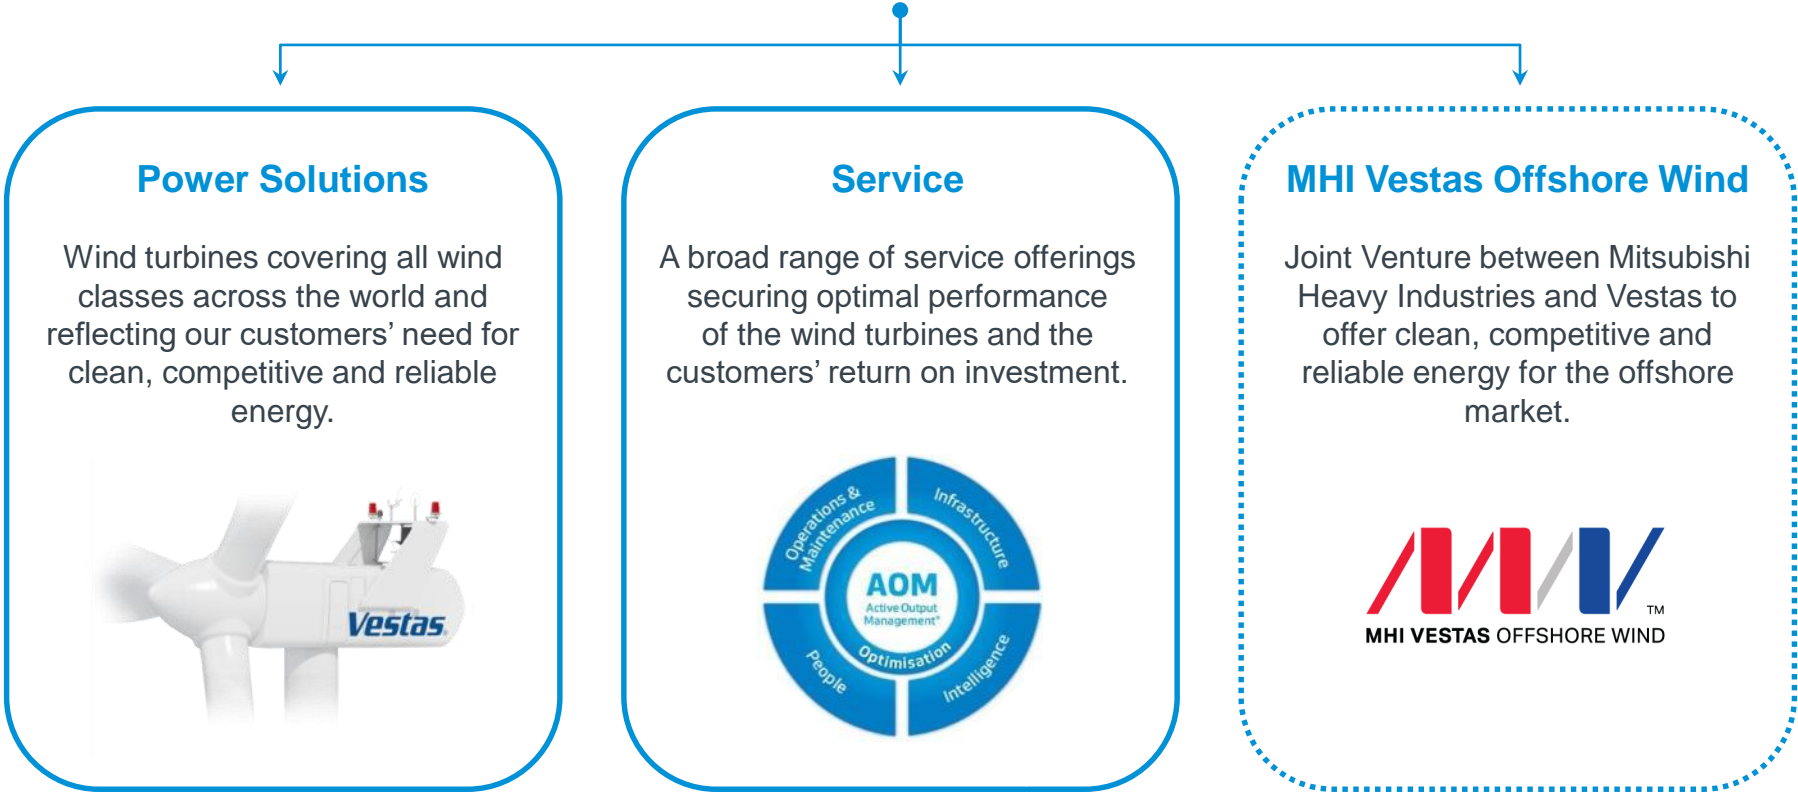 Power Solutions
Wind turbines covering all wind
classes across the world and
reflecting our customers’ need for
clean, competitive and reliable
energy.
Vestas
Service
A broad range of service offerings
securing optimal performance
of the wind turbines and the
customers’ return on investment.
Operations &
Maintenance
Infrastructure
AOM
Active Output
Management®
Optimisation
People
Intelligence
MHI Vestas Offshore Wind
Joint Venture between Mitsubishi
Heavy Industries and Vestas to
offer clean, competitive and
reliable energy for the offshore
market.
TM
MHI VESTAS OFFSHORE WIND